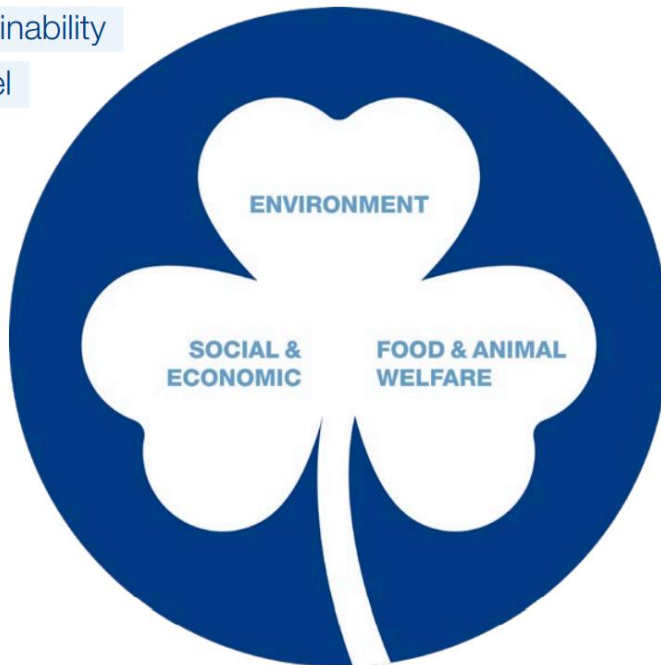 inability
el
ENVIRONMENT
SOCIAL &
ECONOMIC
FOOD & ANIMAL
WELFARE